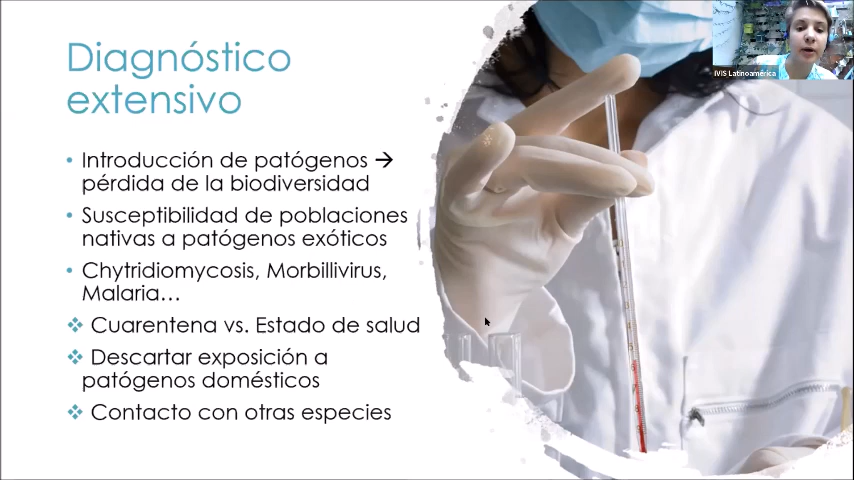 Diagnóstico
extensivo
• Introducción de patógenos →
pérdida de la biodiversidad
• Susceptibilidad de poblaciones
nativas a patógenos exóticos
• Chytridiomycosis, Morbillivirus,
Malaria…
❖ Cuarentena vs. Estado de salud
❖ Descartar exposición a
patógenos domésticos
❖ Contacto con otras especies
iVIS Latinoamérica